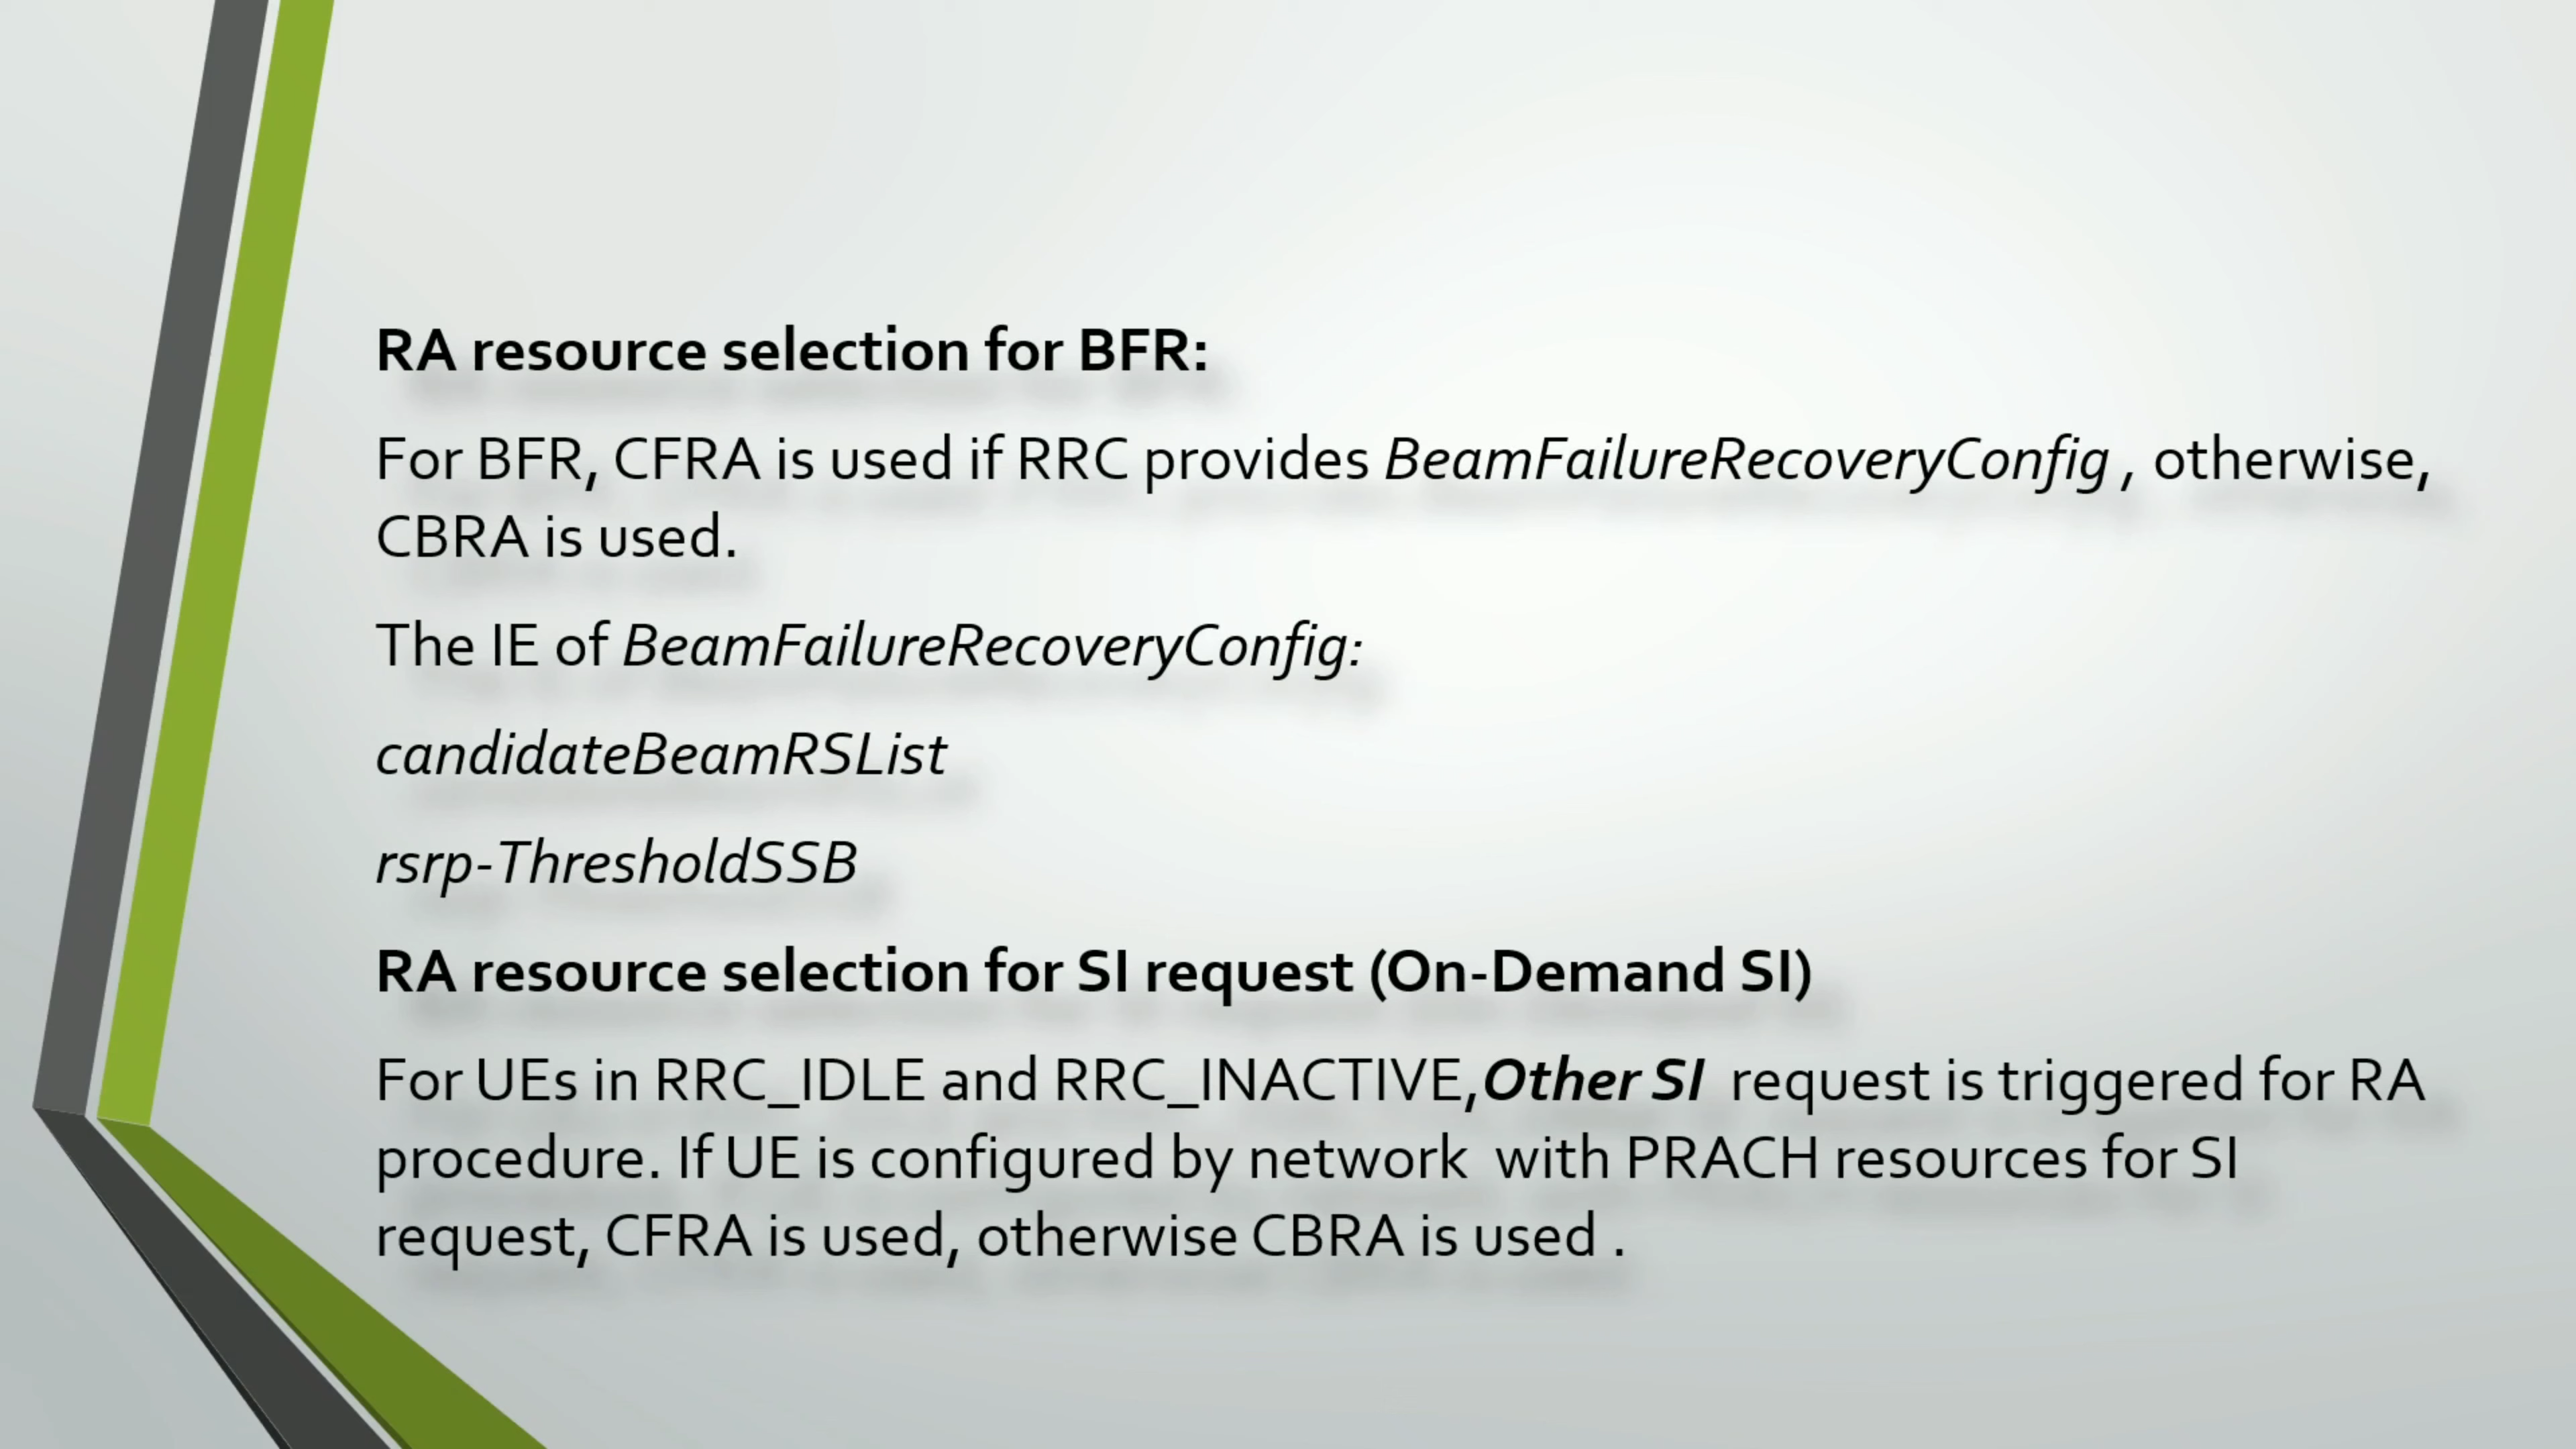 RA resource selection for BFR:
For BFR, CFRA is used if RRC provides BeamFailureRecoveryConfig , otherwise,
CBRA is used.
The IE of BeamFailureRecoveryConfig:
candidateBeamRSList
rsrp-ThresholdSSB
RA resource selection for SI request (On-Demand SI)
For UEs in RRC_IDLE and RRC_INACTIVE,Other SI  request is triggered for RA
procedure. If UE is configured by network  with PRACH resources for SI
request, CFRA is used, otherwise CBRA is used .